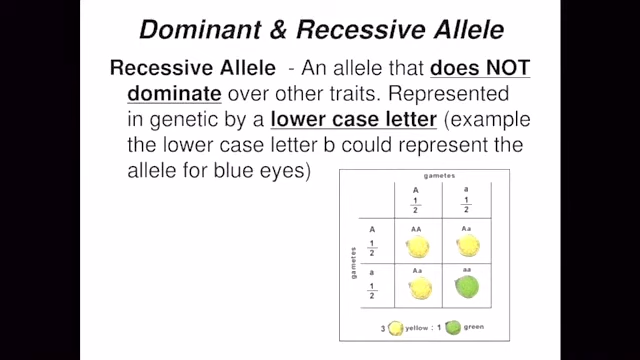 Dominant & Recessive Allele
Recessive Allele - An allele that does NOT
dominate over other traits. Represented
in genetic by a lower case letter (example
the lower case letter b could represent the
allele for blue eyes)
gametes
A a
1/2 1/2
A AA Aa
1/2
gametes
a Aa aa
1/2
3 yellow : 1 green